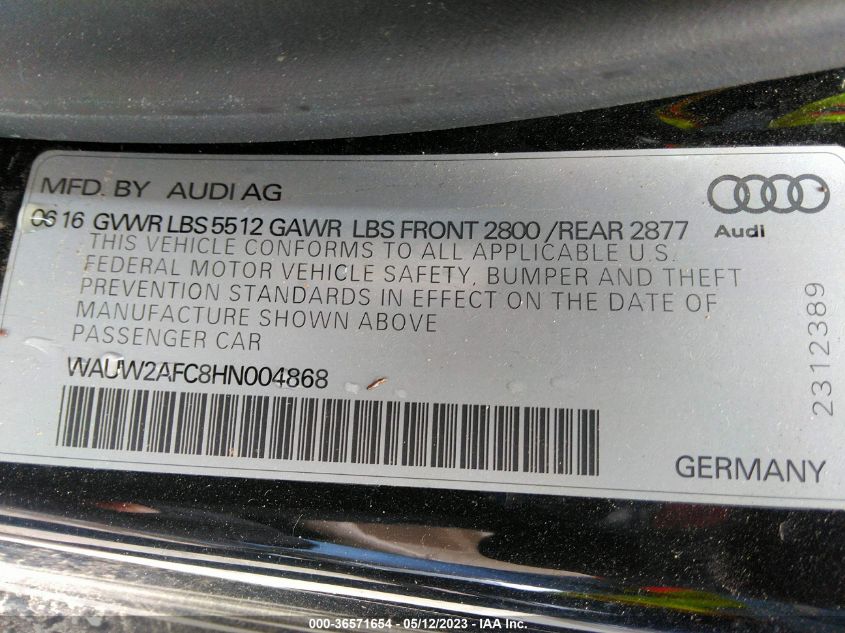 MFD. BY AUDI AG
0616 GVWR LBS 5512 GAWR LBS FRONT 2800 /REAR 2877
Audi
THIS VEHICLE CONFORMS TO ALL APPLICABLE U.S.
FEDERAL MOTOR VEHICLE SAFETY, BUMPER AND THEFT
PREVENTION STANDARDS IN EFFECT ON THE DATE OF
MANUFACTURE SHOWN ABOVE
PASSENGER CAR
WAUW2AFC8HN004868
2312389
GERMANY
000-36571654 - 05/12/2023 - IAA Inc.